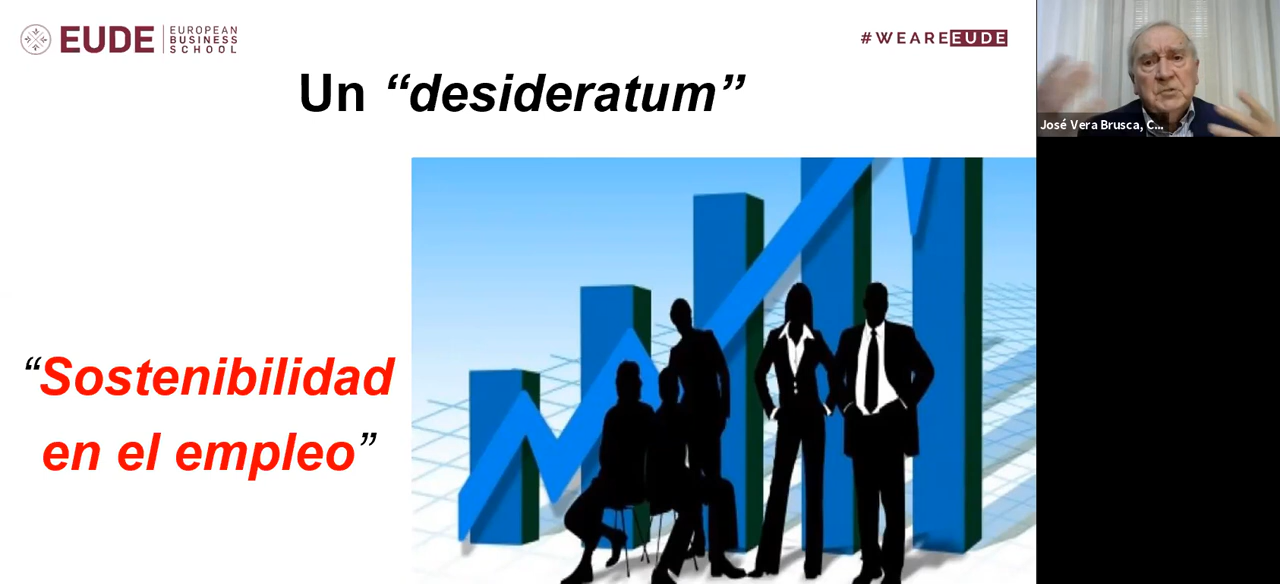 EUDE
EUROPEAN
BUSINESS
SCHOOL
#WEAREEUDE
Un “desideratum”
José Vera Brusca, C...
“Sostenibilidad
en el empleo”